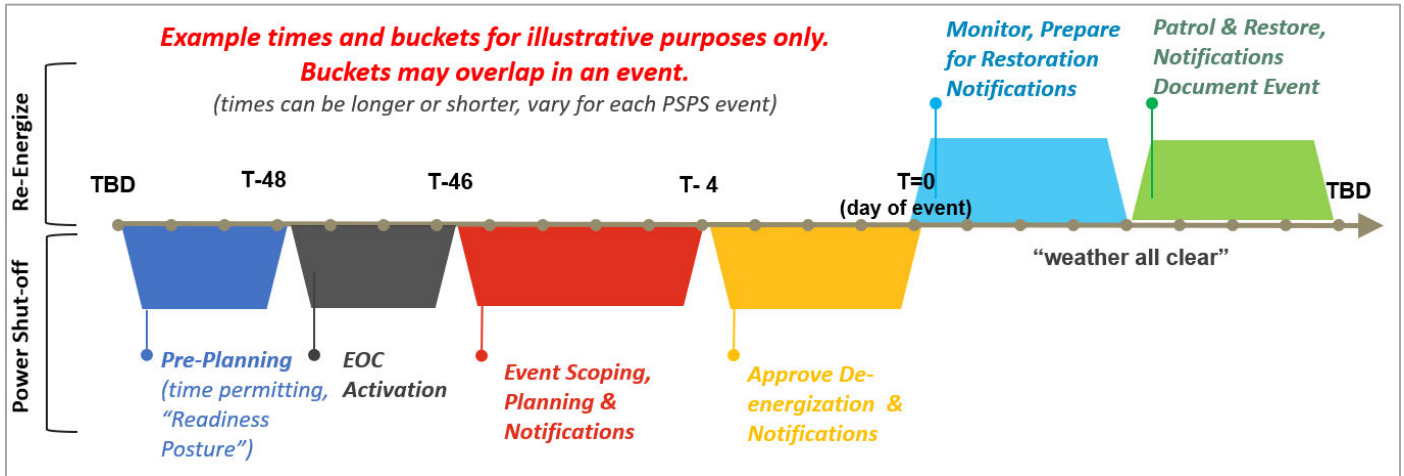 Example times and buckets for illustrative purposes only.
Buckets may overlap in an event.
(times can be longer or shorter, vary for each PSPS event)
Monitor, Prepare
for Restoration
Notifications
Patrol & Restore,
Notifications
Document Event
Re-Energize
TBD
T-48
T-46
T- 4
T=0
(day of event)
TBD
"weather all clear"
Power Shut-off
Pre-Planning
(time permitting,
"Readiness
Posture")
EOC
Activation
Event Scoping,
Planning &
Notifications
Approve De-
energization &
Notifications